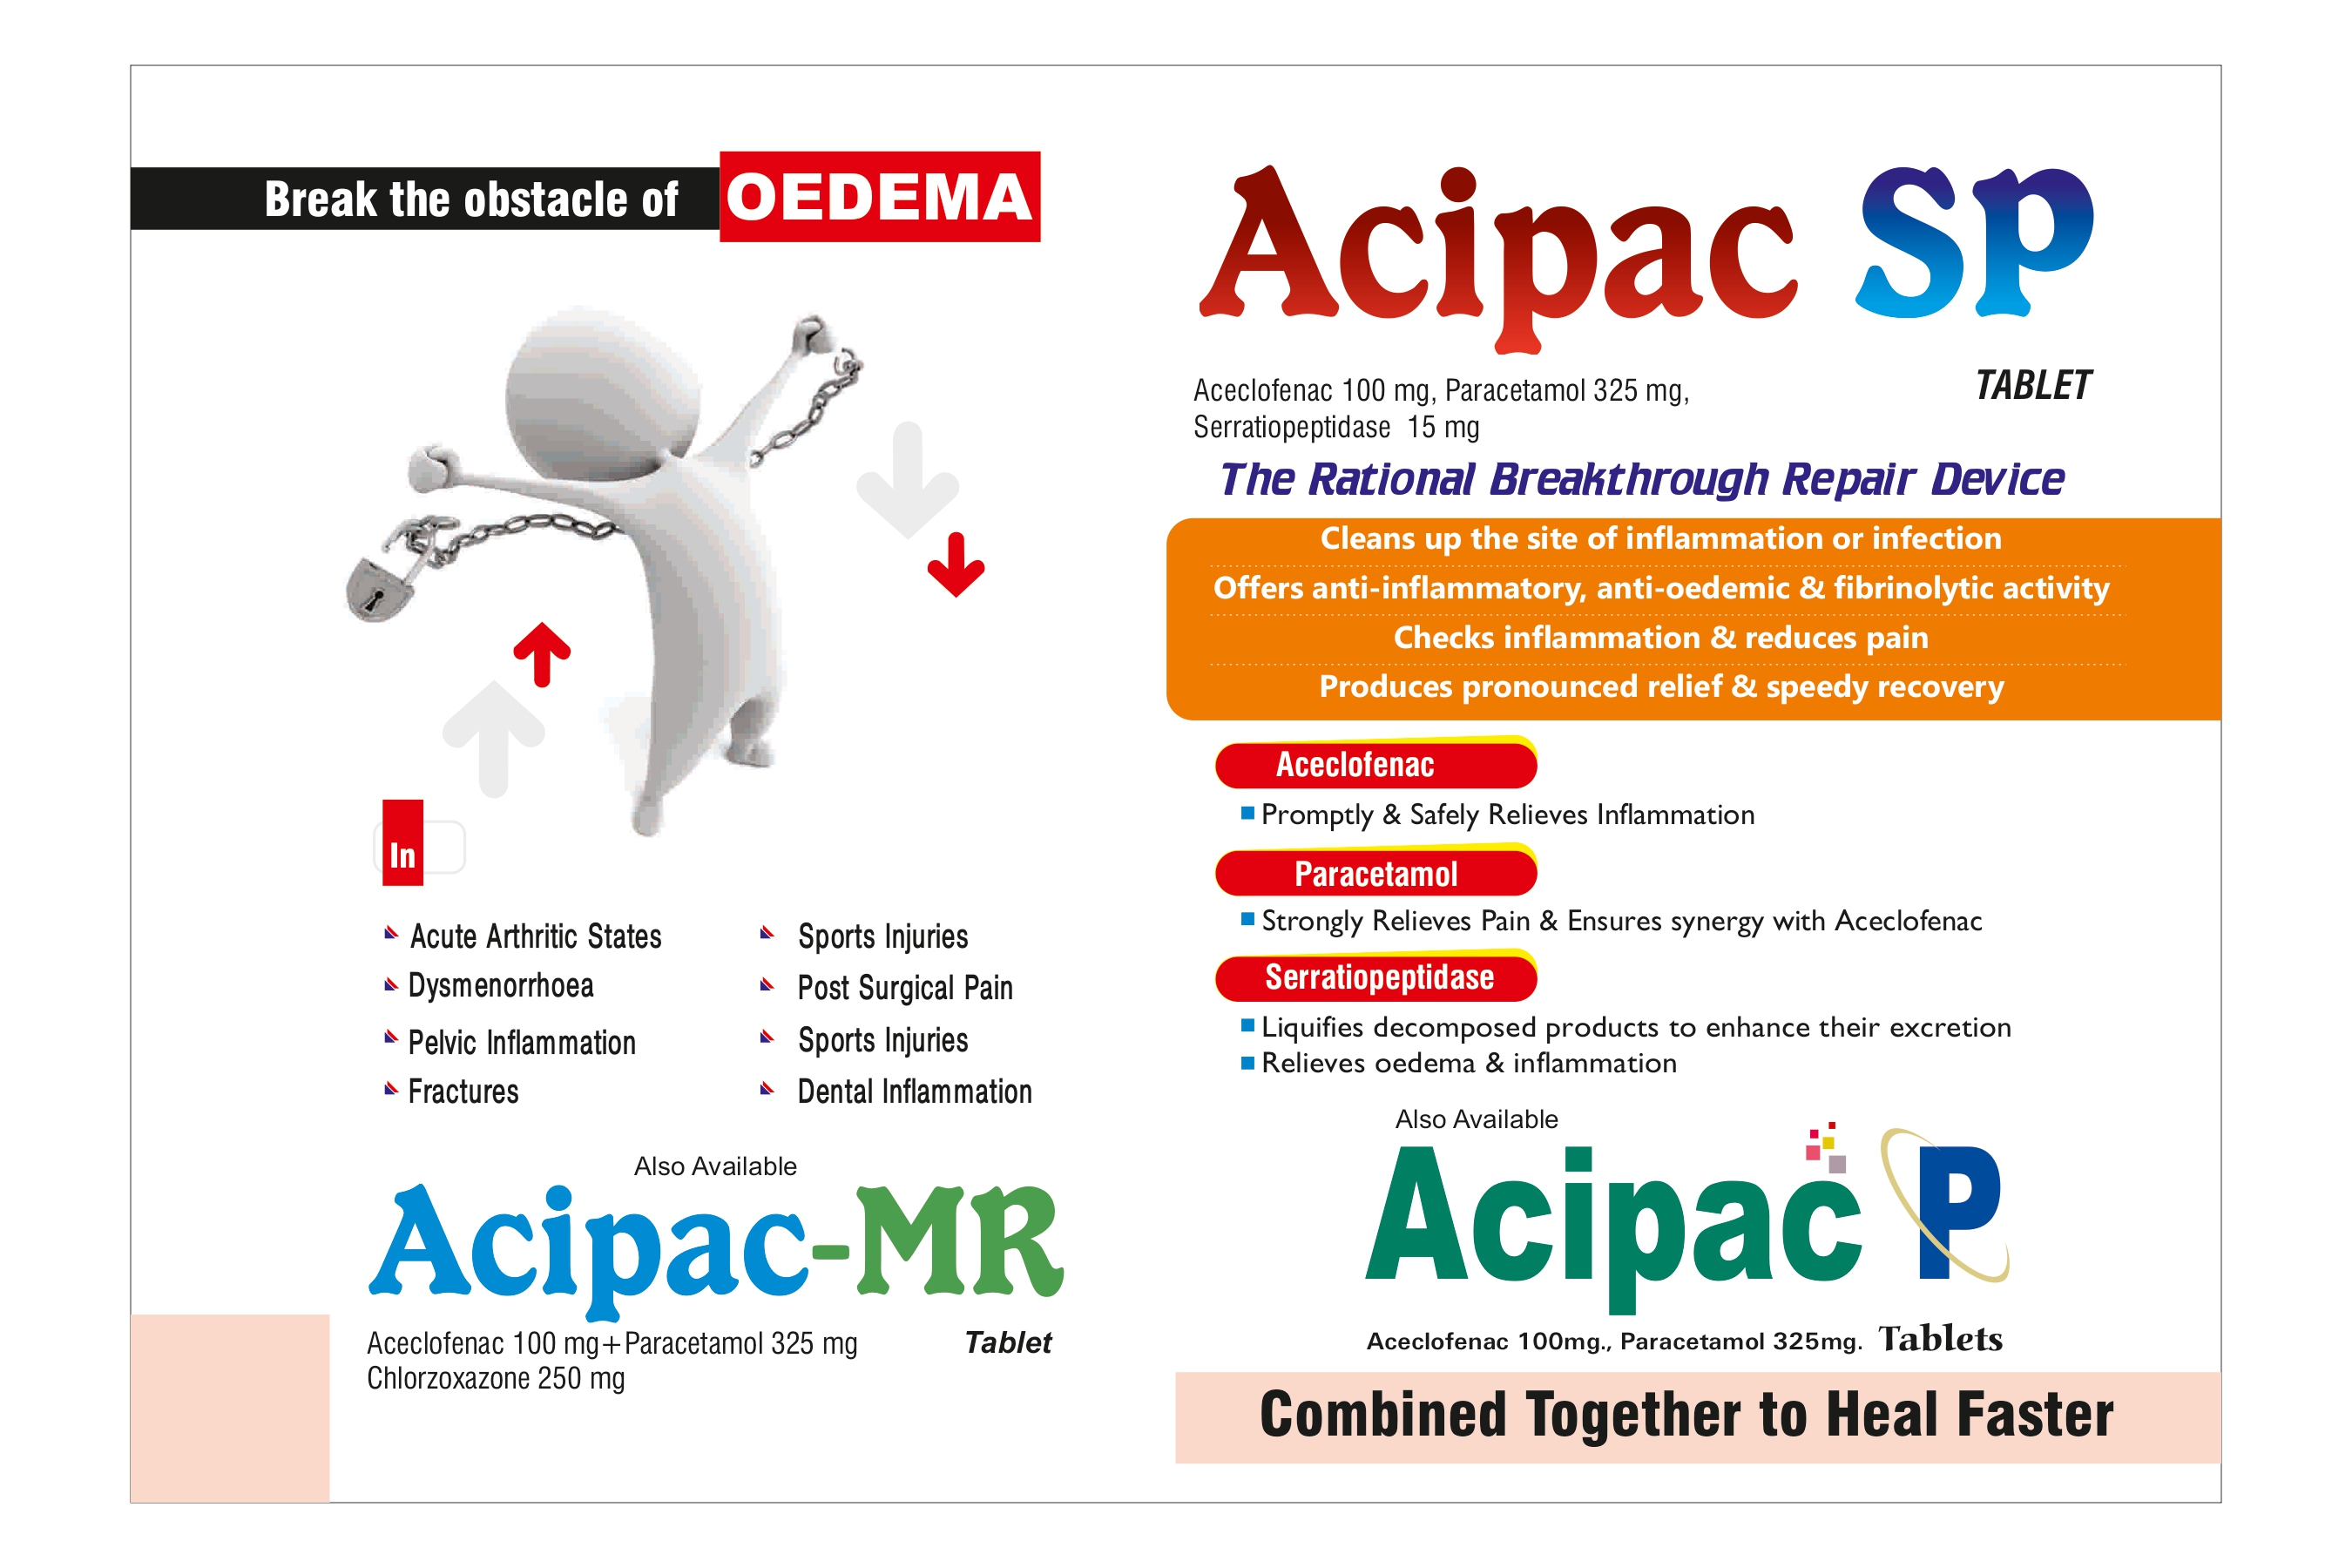 Break the obstacle of OEDEMA
In
Acute Arthritic States
Dysmenorrhoea
Pelvic Inflammation
Fractures
Sports Injuries
Post Surgical Pain
Sports Injuries
Dental Inflammation
Also Available
Acipac-MR
Aceclofenac 100 mg+Paracetamol 325 mg Tablet
Chlorzoxazone 250 mg
Acipac SP
TABLET
Aceclofenac 100 mg, Paracetamol 325 mg,
Serratiopeptidase 15 mg
The Rational Breakthrough Repair Device
Cleans up the site of inflammation or infection
Offers anti-inflammatory, anti-oedemic & fibrinolytic activity
Checks inflammation & reduces pain
Produces pronounced relief & speedy recovery
Aceclofenac
Promptly & Safely Relieves Inflammation
Paracetamol
Strongly Relieves Pain & Ensures synergy with Aceclofenac
Serratiopeptidase
Liquifies decomposed products to enhance their excretion
Relieves oedema & inflammation
Also Available
Acipac P
Aceclofenac 100mg., Paracetamol 325mg. Tablets
Combined Together to Heal Faster